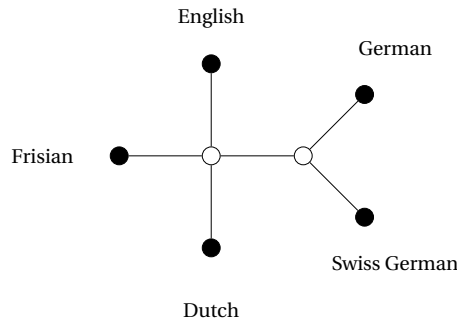 English
German
Frisian
Swiss German
Dutch